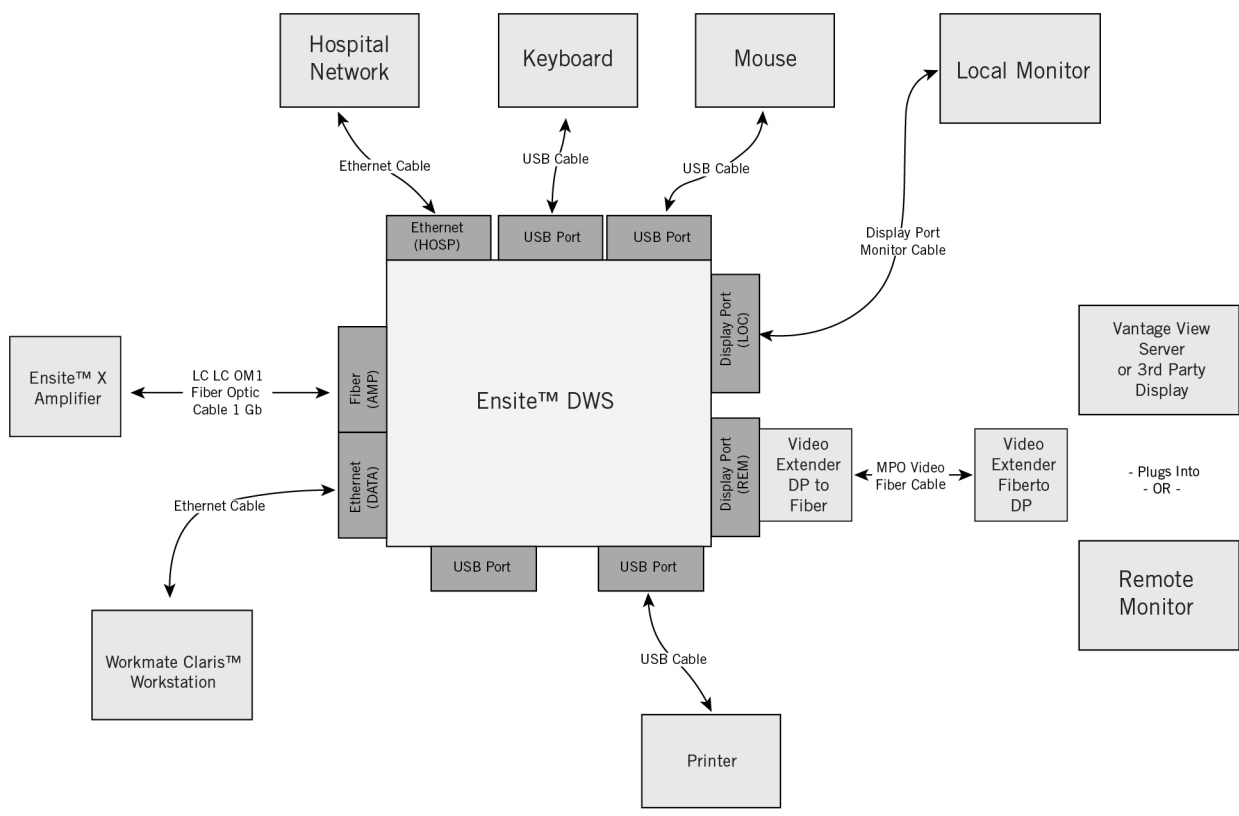 Hospital
Network
Keyboard
Mouse
Local Monitor
Ethernet Cable
USB Cable
USB Cable
Ethernet
(HOSP)
USB Port
USB Port
Display Port
Monitor Cable
Display Port
(LOC)
Vantage View
Server
or 3rd Party
Display
Ensite™ X
Amplifier
LC LC OM1
Fiber Optic
Cable 1 Gb
Fiber
(AMP)
Ensite™ DWS
Ethernet
(DATA)
Ethernet Cable
Display Port
(REM)
Video
Extender
DP to
Fiber
MPO Video
Fiber Cable
Video
Extender
Fiberto
DP
- Plugs Into
- OR -
USB Port
USB Port
Remote
Monitor
Workmate Claris™
Workstation
USB Cable
Printer